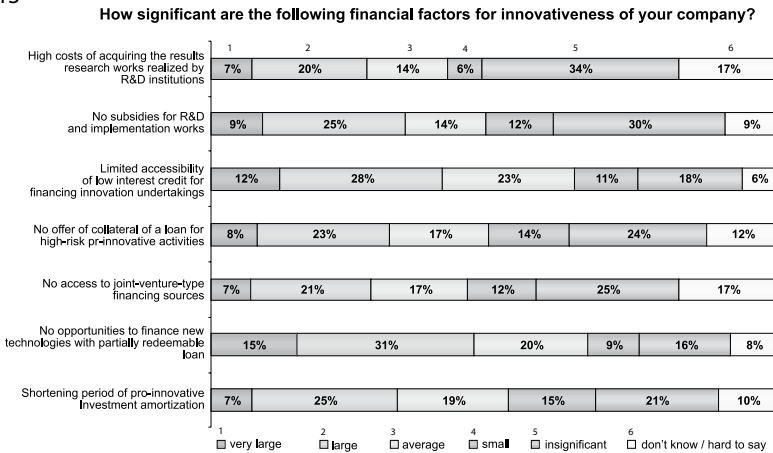 How significant are the following financial factors for innovativeness of your company?
1 2 3 4 5 6
High costs of acquiring the results
research works realized by
R&D institutions
7% 20% 14% 6% 34% 17%
No subsidies for R&D
and implementation works
9% 25% 14% 12% 30% 9%
Limited accessibility
of low interest credit for
financing innovation undertakings
12% 28% 23% 11% 18% 6%
No offer of collateral of a loan for
high-risk pr-innovative activities
8% 23% 17% 14% 24% 12%
No access to joint-venture-type
financing sources
7% 21% 17% 12% 25% 17%
No opportunities to finance new
technologies with partially redeemable
loan
15% 31% 20% 9% 16% 8%
Shortening period of pro-innovative
Investment amortization
7% 25% 19% 15% 21% 10%
1 2 3 4 5 6
very large large average small insignificant don't know / hard to say